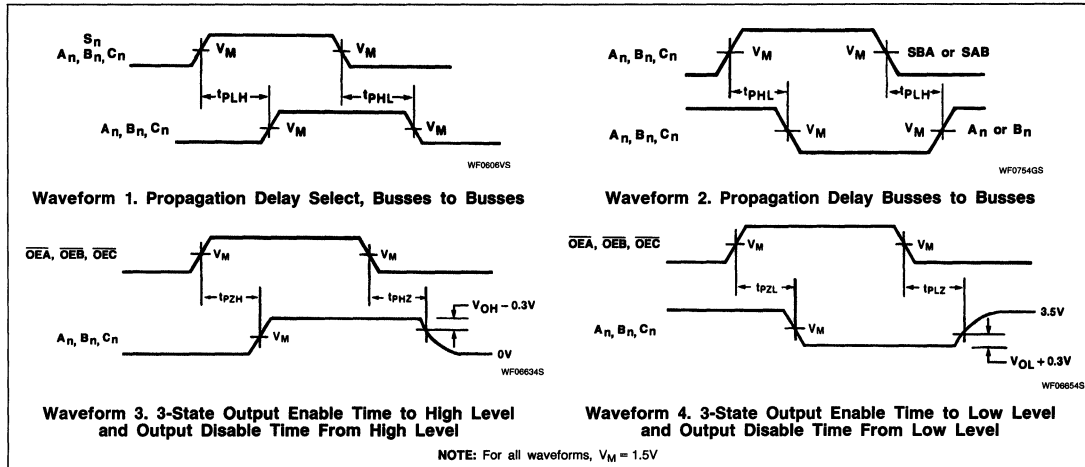 Sn
An, Bn, Cn
VM
VM
tPLH
tPHL
An, Bn, Cn
VM
VM
WF0606VS
Waveform 1. Propagation Delay Select, Busses to Busses
An, Bn, Cn
VM
VM
SBA or SAB
tPHL
tPLH
An, Bn, Cn
VM
VM
An or Bn
WF0754GS
Waveform 2. Propagation Delay Busses to Busses
OEA, OEB, OEC
VM
VM
tPZH
tPHZ
VOH – 0.3V
An, Bn, Cn
VM
0V
WF06634S
Waveform 3. 3-State Output Enable Time to High Level
and Output Disable Time From High Level
OEA, OEB, OEC
VM
VM
tPZL
tPLZ
3.5V
An, Bn, Cn
VM
VOL + 0.3V
WF06654S
Waveform 4. 3-State Output Enable Time to Low Level
and Output Disable Time From Low Level
NOTE: For all waveforms, VM = 1.5V